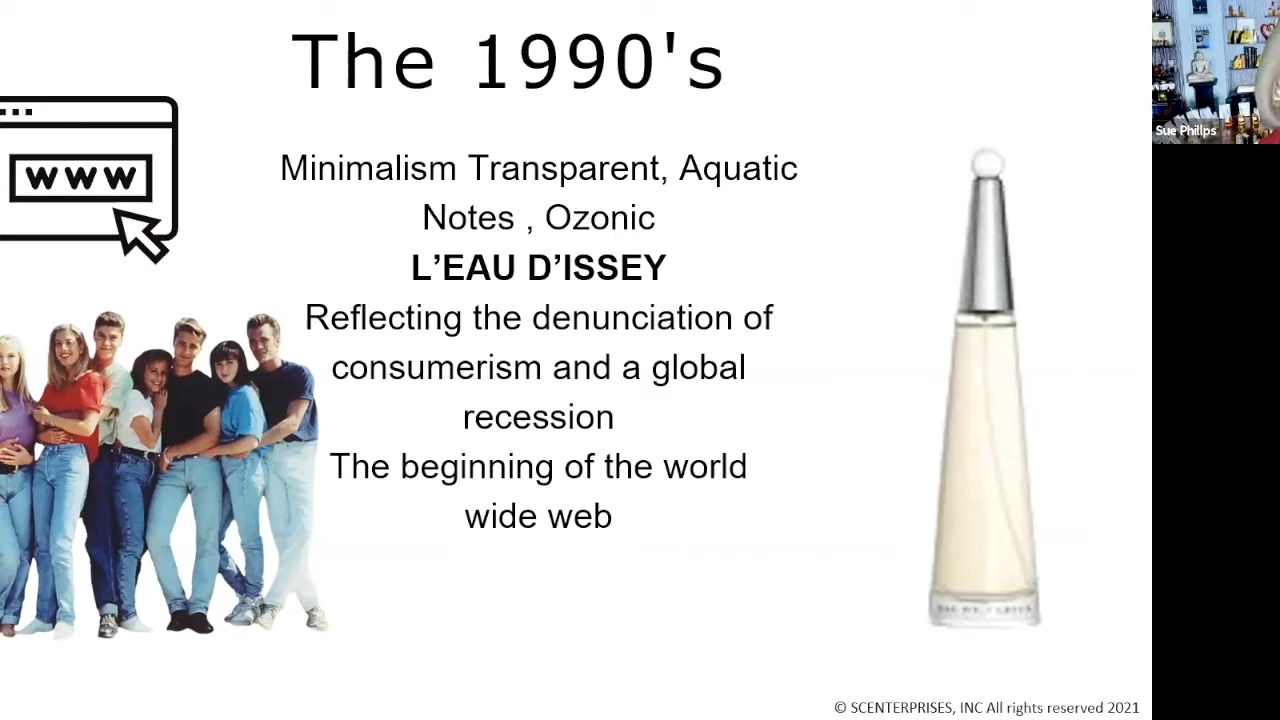 The 1990's
WWW
Minimalism Transparent, Aquatic
Notes , Ozonic
L’EAU D’ISSEY
Reflecting the denunciation of
consumerism and a global
recession
The beginning of the world
wide web
Sue Phillps
© SCENTERPRISES, INC All rights reserved 2021